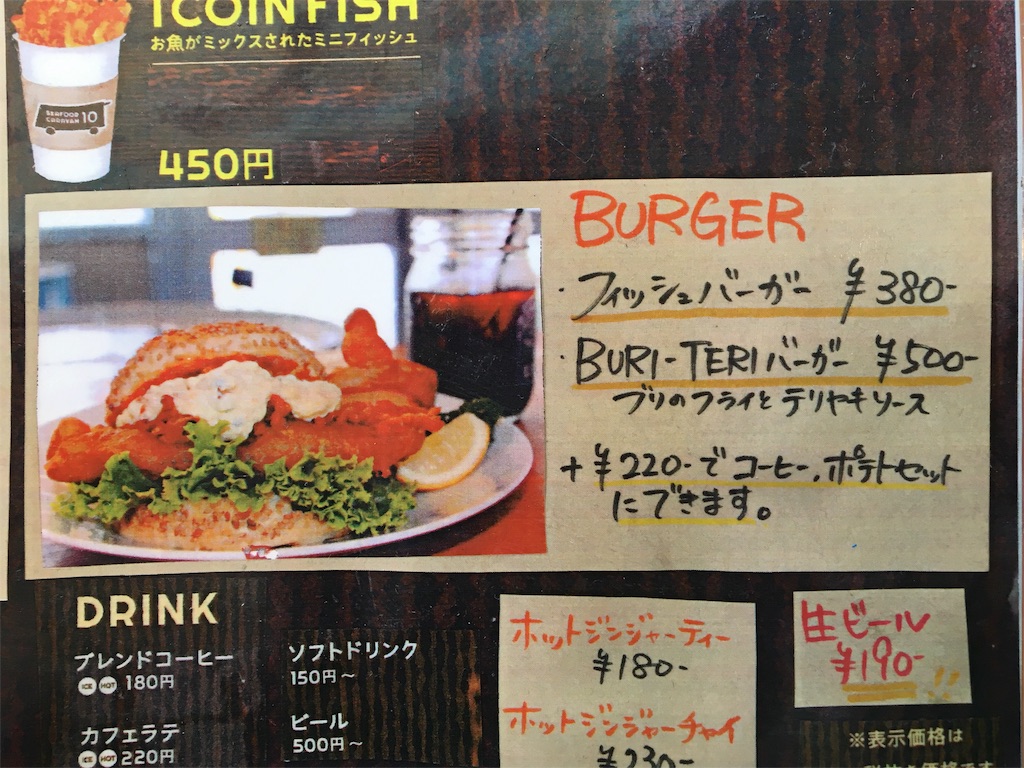 1COIN FISH
お魚がミックスされたミニフィッシュ
SEAFOOD
CARAVAN 10
450円
BURGER
・フィッシュバーガー ¥380-
・BURI-TERIバーガー ¥500-
ブリのフライとテリヤキソース
+¥220-でコーヒー,ポテトセット
にできます。
DRINK
ブレンドコーヒー
ICE HOT 180円
カフェラテ
ICE HOT 220円
ソフトドリンク
150円～
ビール
500円～
ホットジンジャーティー
¥180-
ホットジンジャーチャイ
¥230-
生ビール
¥190-!!
※表示価格は